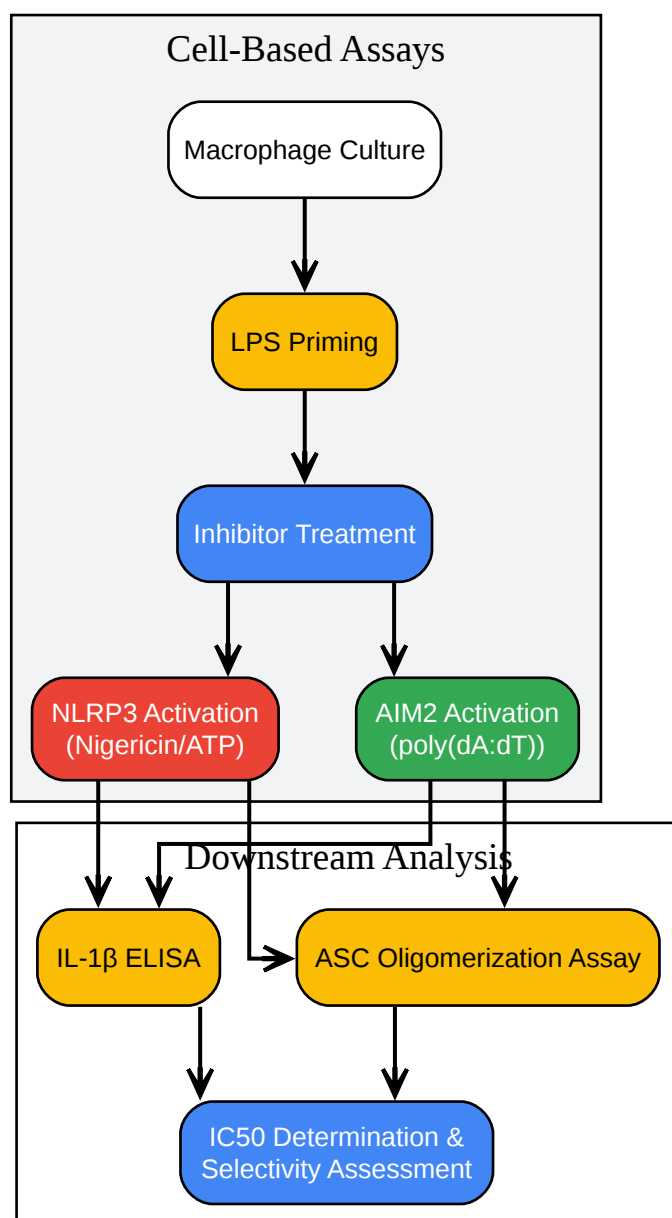 Cell-Based Assays
Macrophage Culture
LPS Priming
Inhibitor Treatment
NLRP3 Activation
(Nigericin/ATP)
AIM2 Activation
(poly(dA:dT))
Downstream Analysis
IL-1β ELISA
ASC Oligomerization Assay
IC50 Determination &
Selectivity Assessment